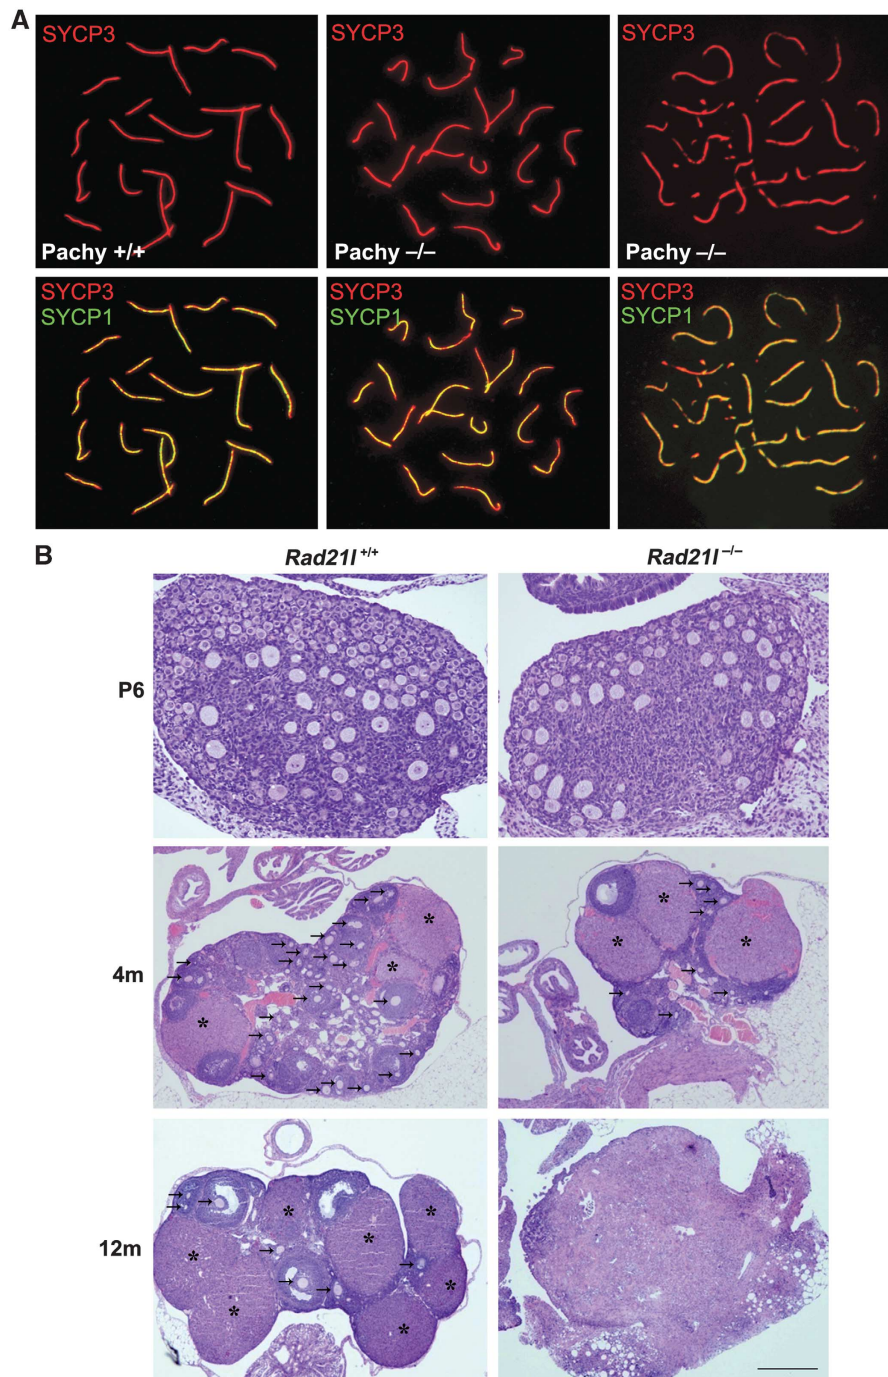 A
SYCP3
SYCP3
SYCP3
Pachy +/+
Pachy –/–
Pachy –/–
SYCP3
SYCP1
SYCP3
SYCP1
SYCP3
SYCP1
B
Rad21l+/+
Rad21l–/–
P6
4m
*
*
*
*
*
*
12m
*
*
*
*
*
*
*